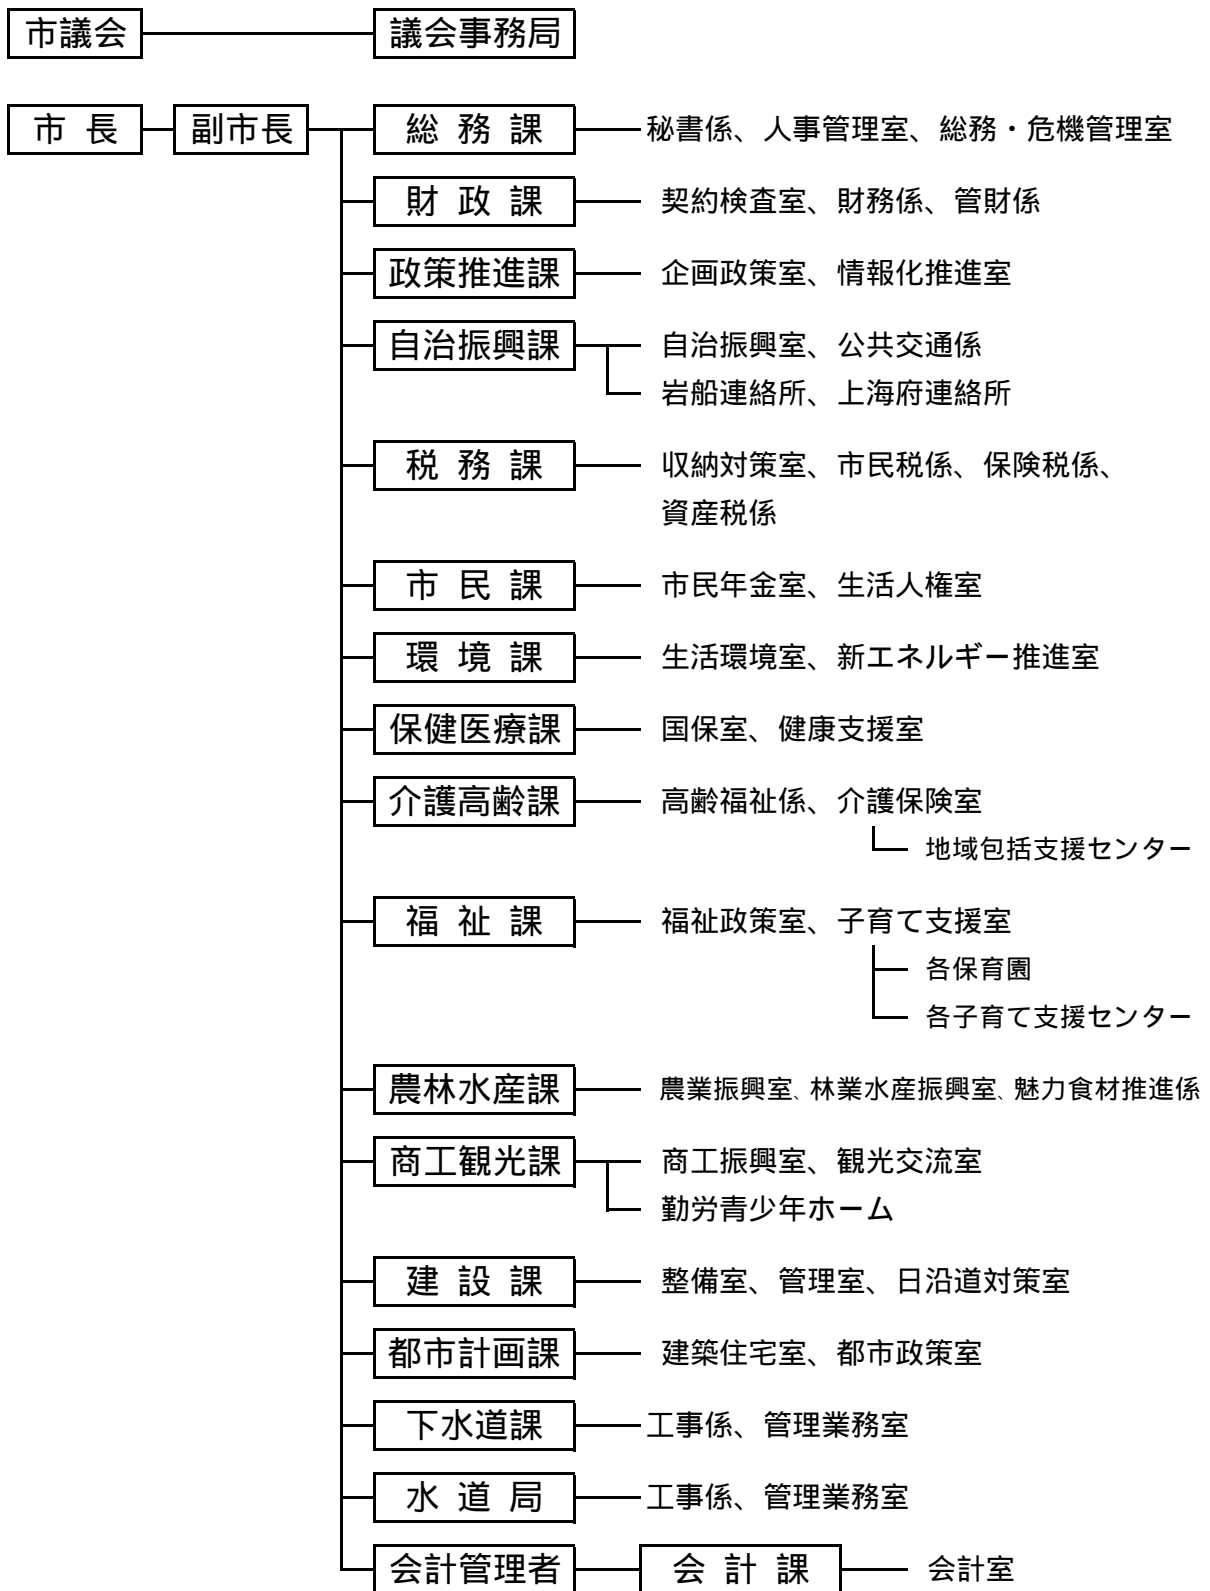 市議会 議会事務局
市長 副市長 総務課 秘書係、人事管理室、総務・危機管理室
財政課 契約検査室、財務係、管財係
政策推進課 企画政策室、情報化推進室
自治振興課 自治振興室、公共交通係
岩船連絡所、上海府連絡所
税務課 収納対策室、市民税係、保険税係、
資産税係
市民課 市民年金室、生活人権室
環境課 生活環境室、新エネルギー推進室
保健医療課 国保室、健康支援室
介護高齢課 高齢福祉係、介護保険室
地域包括支援センター
福祉課 福祉政策室、子育て支援室
各保育園
各子育て支援センター
農林水産課 農業振興室、林業水産振興室、魅力食材推進係
商工観光課 商工振興室、観光交流室
勤労青少年ホーム
建設課 整備室、管理室、日沿道対策室
都市計画課 建築住宅室、都市政策室
下水道課 工事係、管理業務室
水道局 工事係、管理業務室
会計管理者 会計課 会計室